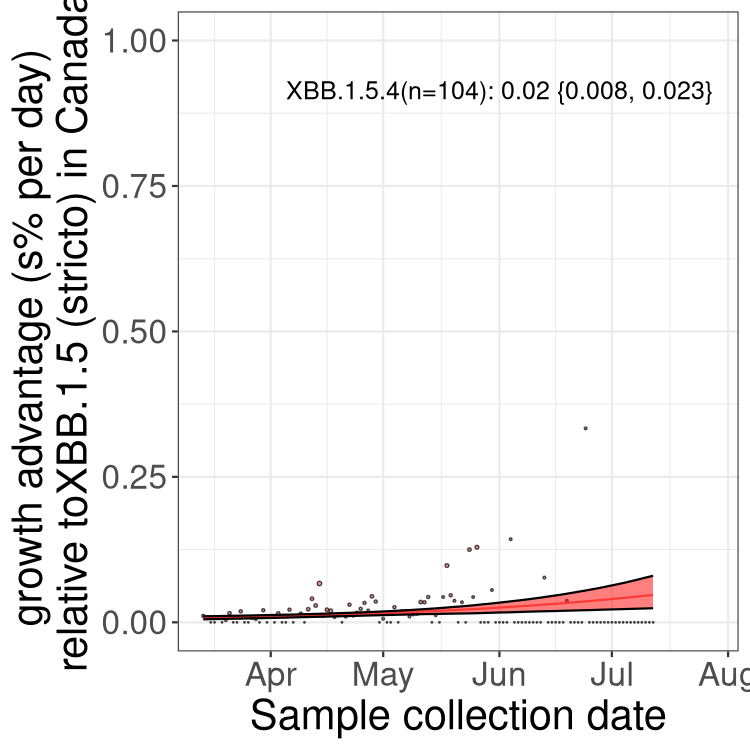 growth advantage (s% per day)
relative toXBB.1.5 (stricto) in Canada
1.00
0.75
0.50
0.25
0.00
XBB.1.5.4(n=104): 0.02 {0.008, 0.023}
Apr May Jun Jul Aug
Sample collection date